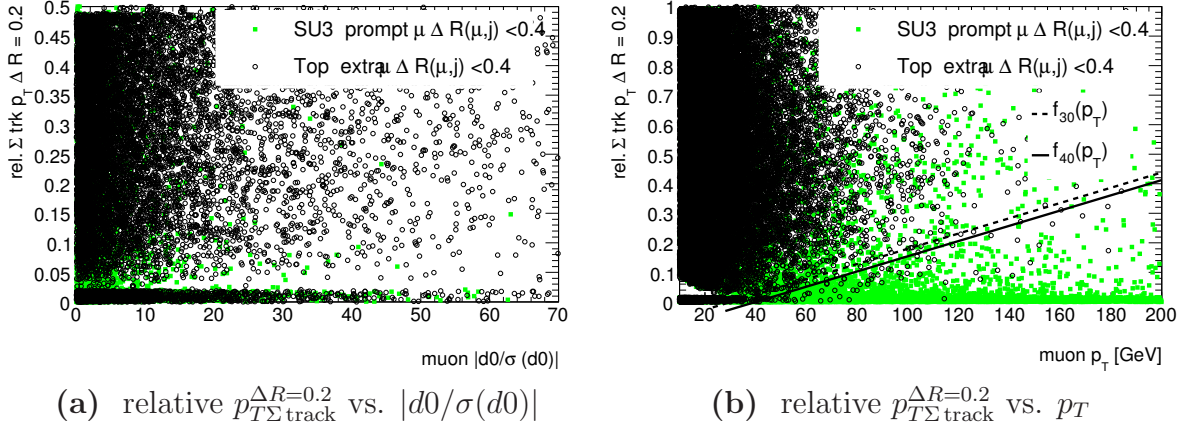 rel. Σ trk p_T Δ R = 0.2
0.5
0.45
0.4
0.35
0.3
0.25
0.2
0.15
0.1
0.05
0
SU3 prompt μ Δ R(μ,j) <0.4
Top extra μ Δ R(μ,j) <0.4
0 10 20 30 40 50 60 70
muon |d0/σ (d0)|
(a) relative p_{TΣ track}^{ΔR=0.2} vs. |d0/σ(d0)|
rel. Σ trk p_T Δ R = 0.2
1
0.9
0.8
0.7
0.6
0.5
0.4
0.3
0.2
0.1
0
SU3 prompt μ Δ R(μ,j) <0.4
Top extra μ Δ R(μ,j) <0.4
f_30(p_T)
f_40(p_T)
20 40 60 80 100 120 140 160 180 200
muon p_T [GeV]
(b) relative p_{TΣ track}^{ΔR=0.2} vs. p_T